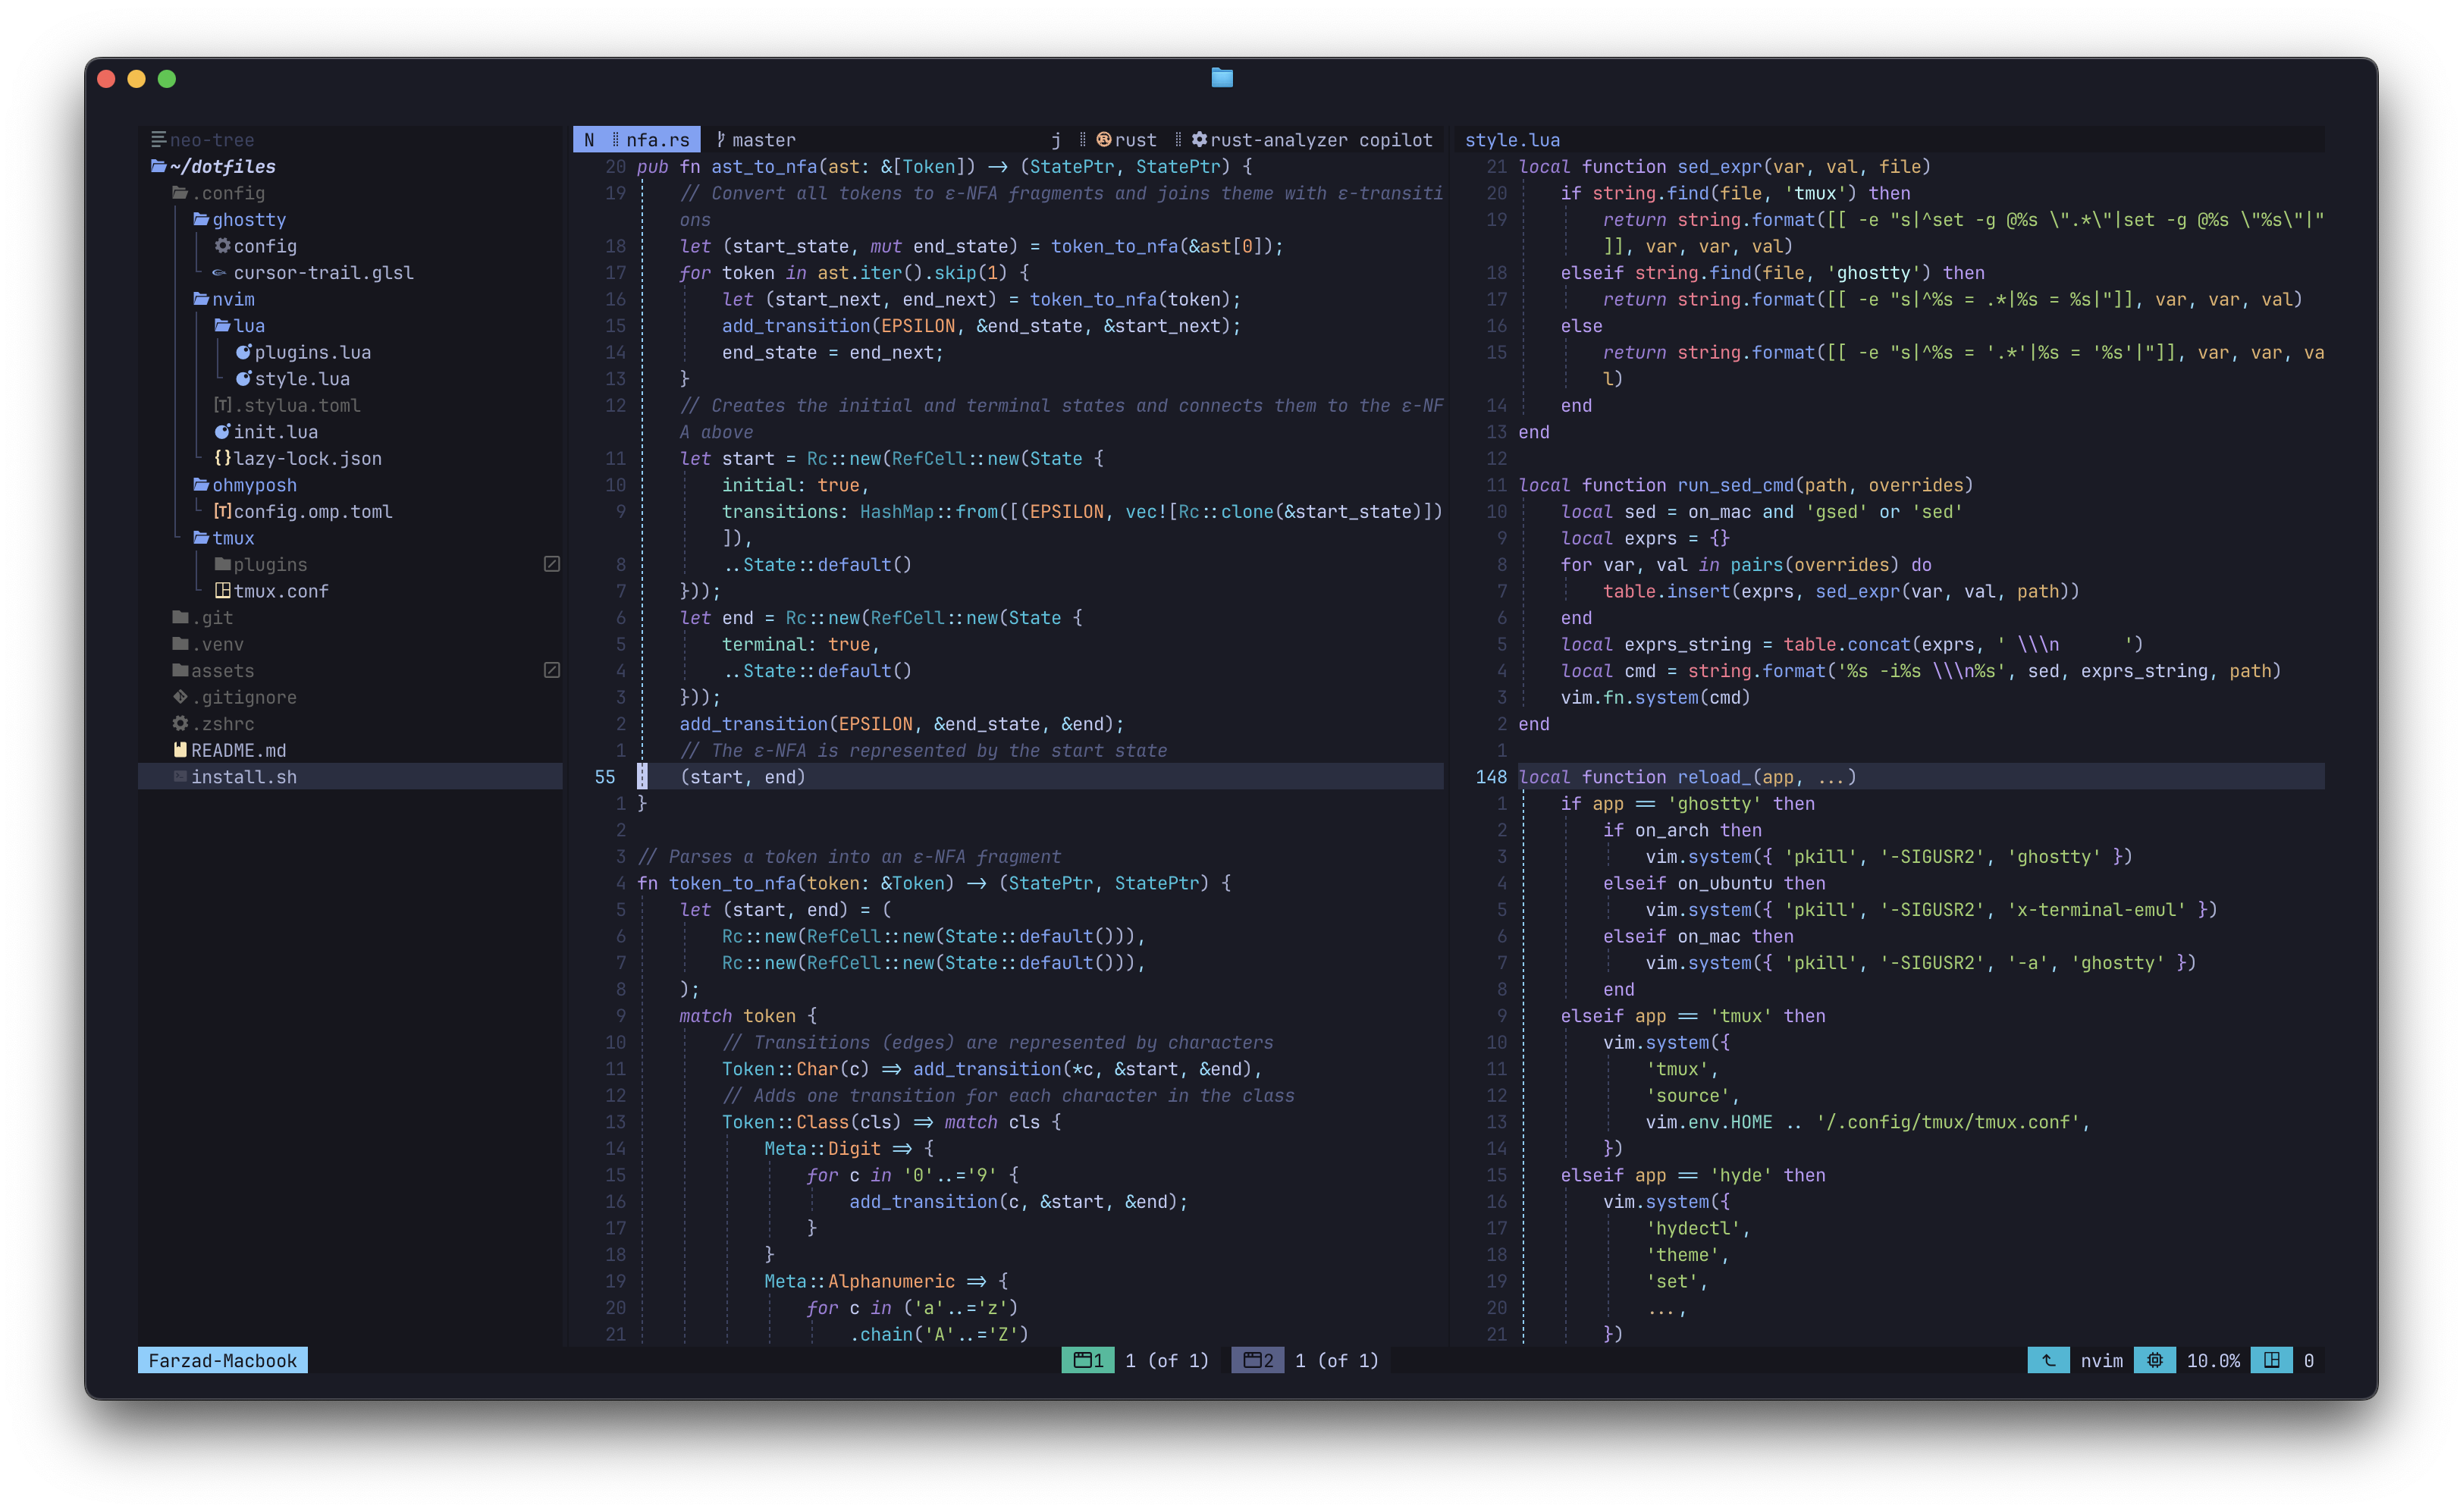 neo-tree
~/dotfiles
.config
ghostty
config
cursor-trail.glsl
nvim
lua
plugins.lua
style.lua
.stylua.toml
init.lua
lazy-lock.json
ohmyposh
config.omp.toml
tmux
plugins
tmux.conf
.git
.venv
assets
.gitignore
.zshrc
README.md
install.sh
N nfa.rs master j rust rust-analyzer copilot
20 pub fn ast_to_nfa(ast: &[Token]) -> (StatePtr, StatePtr) {
19 // Convert all tokens to ε-NFA fragments and joins theme with ε-transiti
ons
18 let (start_state, mut end_state) = token_to_nfa(&ast[0]);
17 for token in ast.iter().skip(1) {
16 let (start_next, end_next) = token_to_nfa(token);
15 add_transition(EPSILON, &end_state, &start_next);
14 end_state = end_next;
13 }
12 // Creates the initial and terminal states and connects them to the ε-NF
A above
11 let start = Rc::new(RefCell::new(State {
10 initial: true,
9 transitions: HashMap::from([(EPSILON, vec![Rc::clone(&start_state)])
]),
8 ..State::default()
7 }));
6 let end = Rc::new(RefCell::new(State {
5 terminal: true,
4 ..State::default()
3 }));
2 add_transition(EPSILON, &end_state, &end);
1 // The ε-NFA is represented by the start state
55 (start, end)
1 }
2
3 // Parses a token into an ε-NFA fragment
4 fn token_to_nfa(token: &Token) -> (StatePtr, StatePtr) {
5 let (start, end) = (
6 Rc::new(RefCell::new(State::default())),
7 Rc::new(RefCell::new(State::default())),
8 );
9 match token {
10 // Transitions (edges) are represented by characters
11 Token::Char(c) => add_transition(*c, &start, &end),
12 // Adds one transition for each character in the class
13 Token::Class(cls) => match cls {
14 Meta::Digit => {
15 for c in '0'..='9' {
16 add_transition(c, &start, &end);
17 }
18 }
19 Meta::Alphanumeric => {
20 for c in ('a'..='z')
21 .chain('A'..='Z')
style.lua
21 local function sed_expr(var, val, file)
20 if string.find(file, 'tmux') then
19 return string.format([[ -e "s|^set -g @%s \".*\"|set -g @%s \"%s\"|"
]], var, var, val)
18 elseif string.find(file, 'ghostty') then
17 return string.format([[ -e "s|^%s = .*|%s = %s|"]], var, var, val)
16 else
15 return string.format([[ -e "s|^%s = '.*'|%s = '%s'|"]], var, var, va
l)
14 end
13 end
12
11 local function run_sed_cmd(path, overrides)
10 local sed = on_mac and 'gsed' or 'sed'
9 local exprs = {}
8 for var, val in pairs(overrides) do
7 table.insert(exprs, sed_expr(var, val, path))
6 end
5 local exprs_string = table.concat(exprs, ' \\\n      ')
4 local cmd = string.format('%s -i%s \\\n%s', sed, exprs_string, path)
3 vim.fn.system(cmd)
2 end
1
148 local function reload_(app, ...)
1 if app == 'ghostty' then
2 if on_arch then
3 vim.system({ 'pkill', '-SIGUSR2', 'ghostty' })
4 elseif on_ubuntu then
5 vim.system({ 'pkill', '-SIGUSR2', 'x-terminal-emul' })
6 elseif on_mac then
7 vim.system({ 'pkill', '-SIGUSR2', '-a', 'ghostty' })
8 end
9 elseif app == 'tmux' then
10 vim.system({
11 'tmux',
12 'source',
13 vim.env.HOME .. '/.config/tmux/tmux.conf',
14 })
15 elseif app == 'hyde' then
16 vim.system({
17 'hydectl',
18 'theme',
19 'set',
20 ...,
21 })
Farzad-Macbook 1 1 (of 1) 2 1 (of 1) nvim 10.0% 0